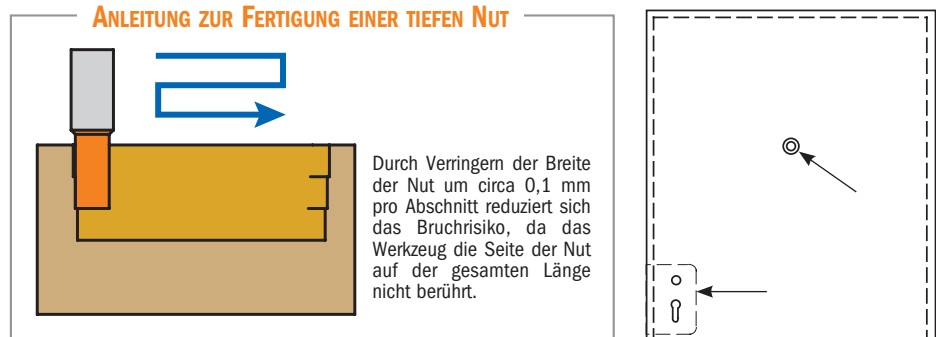 ANLEITUNG ZUR FERTIGUNG EINER TIEFEN NUT
Durch Verringern der Breite
der Nut um circa 0,1 mm
pro Abschnitt reduziert sich
das Bruchrisiko, da das
Werkzeug die Seite der Nut
auf der gesamten Länge
nicht berührt.